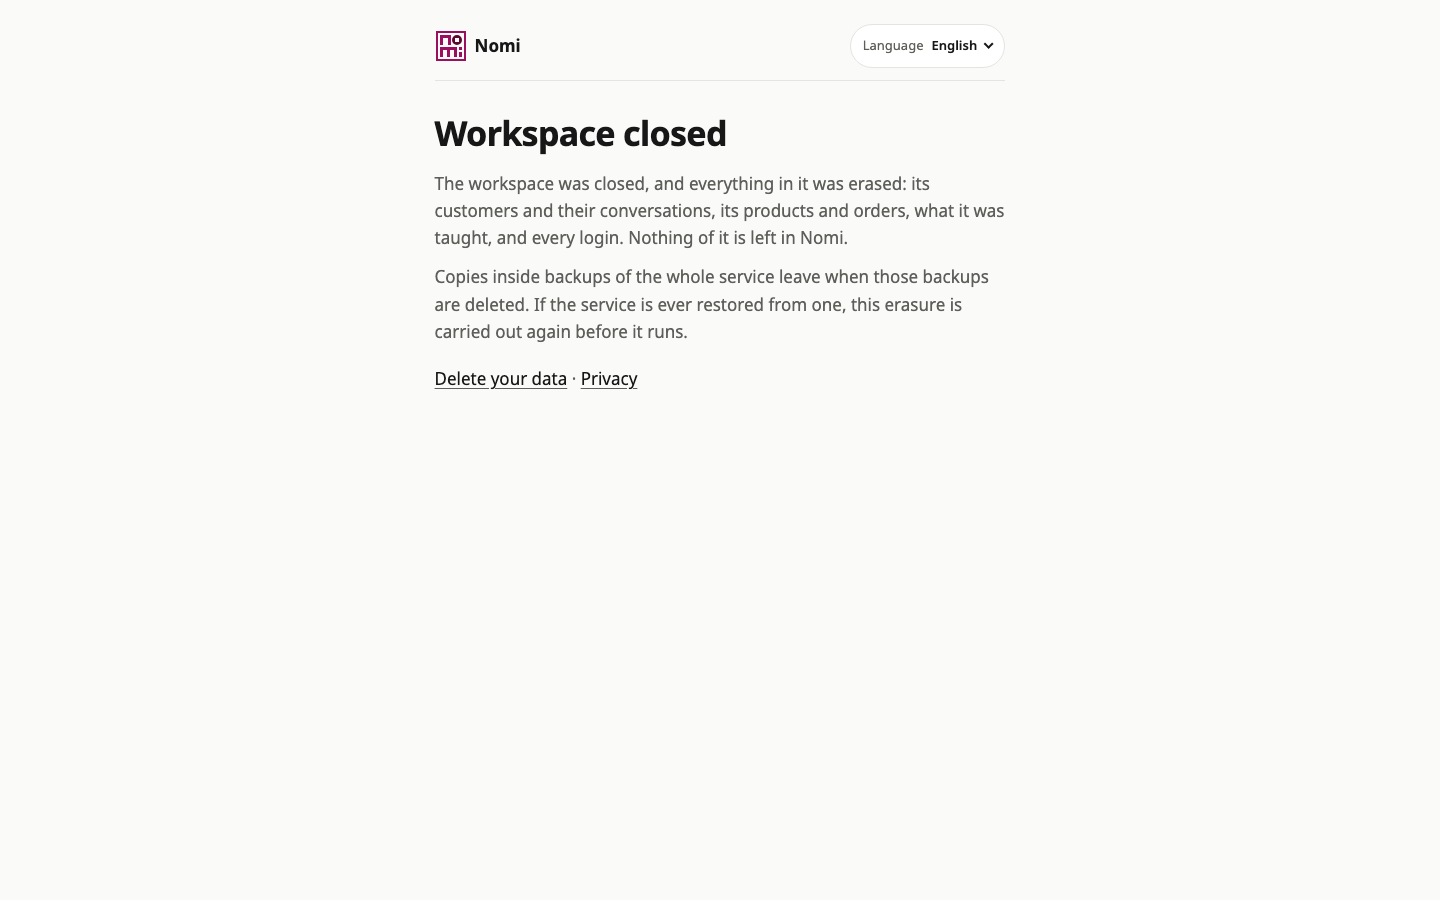 nomi Nomi
Language English
Workspace closed
The workspace was closed, and everything in it was erased: its
customers and their conversations, its products and orders, what it was
taught, and every login. Nothing of it is left in Nomi.
Copies inside backups of the whole service leave when those backups
are deleted. If the service is ever restored from one, this erasure is
carried out again before it runs.
Delete your data · Privacy